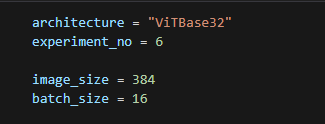 architecture = "ViTBase32"
experiment_no = 6
image_size = 384
batch_size = 16